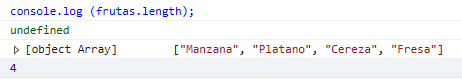 console.log (frutas.length);
undefined
[object Array] ["Manzana", "Platano", "Cereza", "Fresa"]
4